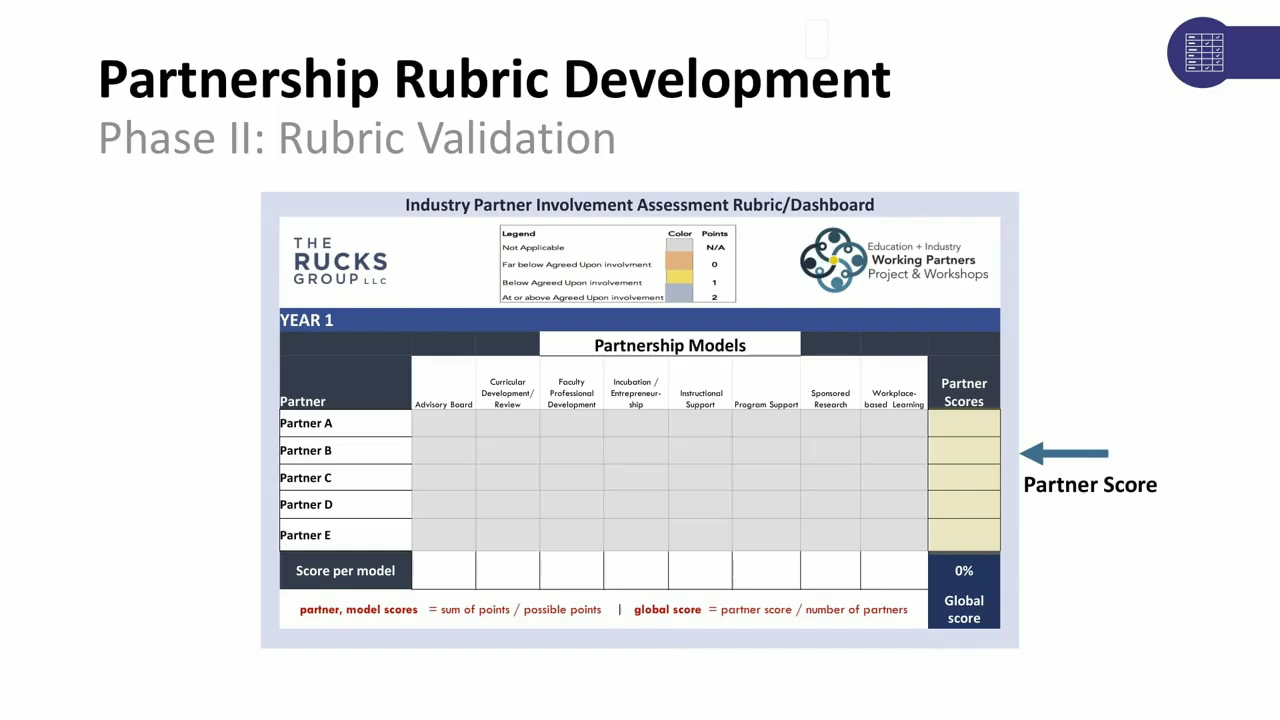 Partnership Rubric Development
Phase II: Rubric Validation
Industry Partner Involvement Assessment Rubric/Dashboard
THE
RUCKS
GROUP LLC
Legend Color Points
Not Applicable N/A
Far below Agreed Upon involvment 0
Below Agreed Upon involvement 1
At or above Agreed Upon involvement 2
Education + Industry
Working Partners
Project & Workshops
YEAR 1
Partnership Models
Partner
Advisory Board
Curricular
Development/
Review
Faculty
Professional
Development
Incubation /
Entrepreneur-
ship
Instructional
Support
Program Support
Sponsored
Research
Workplace-
based Learning
Partner
Scores
Partner A
Partner B
Partner C
Partner D
Partner E
Partner Score
Score per model
0%
partner, model scores = sum of points / possible points | global score = partner score / number of partners
Global
score